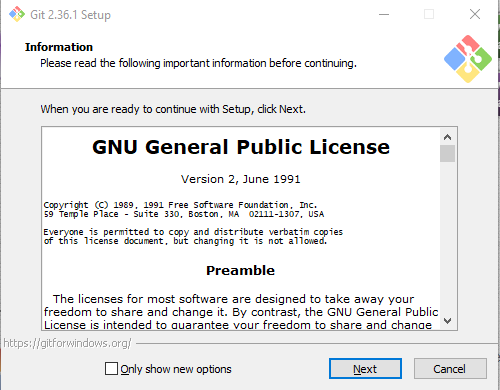 Git 2.36.1 Setup
Information
Please read the following important information before continuing.
When you are ready to continue with Setup, click Next.
GNU General Public License
Version 2, June 1991
Copyright (C) 1989, 1991 Free Software Foundation, Inc.
59 Temple Place - Suite 330, Boston, MA  02111-1307, USA
Everyone is permitted to copy and distribute verbatim copies
of this license document, but changing it is not allowed.
Preamble
The licenses for most software are designed to take away your
freedom to share and change it. By contrast, the GNU General Public
License is intended to guarantee your freedom to share and change
https://gitforwindows.org/
Only show new options
Next
Cancel